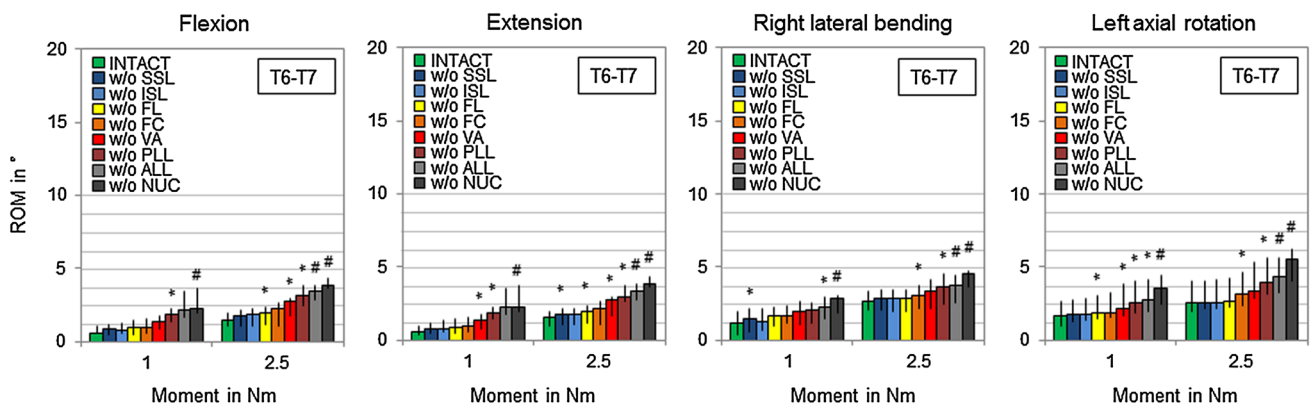 Flexion
20
15
10
5
0
ROM in °
INTACT
w/o SSL
w/o ISL
w/o FL
w/o FC
w/o VA
w/o PLL
w/o ALL
w/o NUC
T6-T7
* #
* * * # #
1 2.5
Moment in Nm
Extension
20
15
10
5
0
INTACT
w/o SSL
w/o ISL
w/o FL
w/o FC
w/o VA
w/o PLL
w/o ALL
w/o NUC
T6-T7
* * #
* * * * # #
1 2.5
Moment in Nm
Right lateral bending
20
15
10
5
0
INTACT
w/o SSL
w/o ISL
w/o FL
w/o FC
w/o VA
w/o PLL
w/o ALL
w/o NUC
T6-T7
* * #
* * # #
1 2.5
Moment in Nm
Left axial rotation
20
15
10
5
0
INTACT
w/o SSL
w/o ISL
w/o FL
w/o FC
w/o VA
w/o PLL
w/o ALL
w/o NUC
T6-T7
* * * * #
* * # #
1 2.5
Moment in Nm